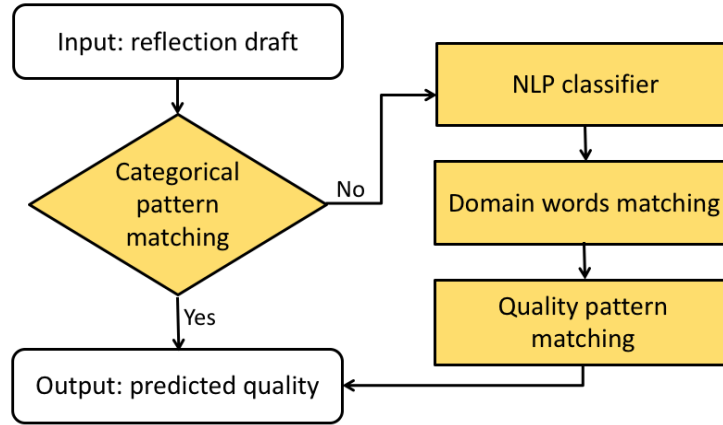 Input: reflection draft
Categorical
pattern
matching
No
Yes
NLP classifier
Domain words matching
Quality pattern
matching
Output: predicted quality